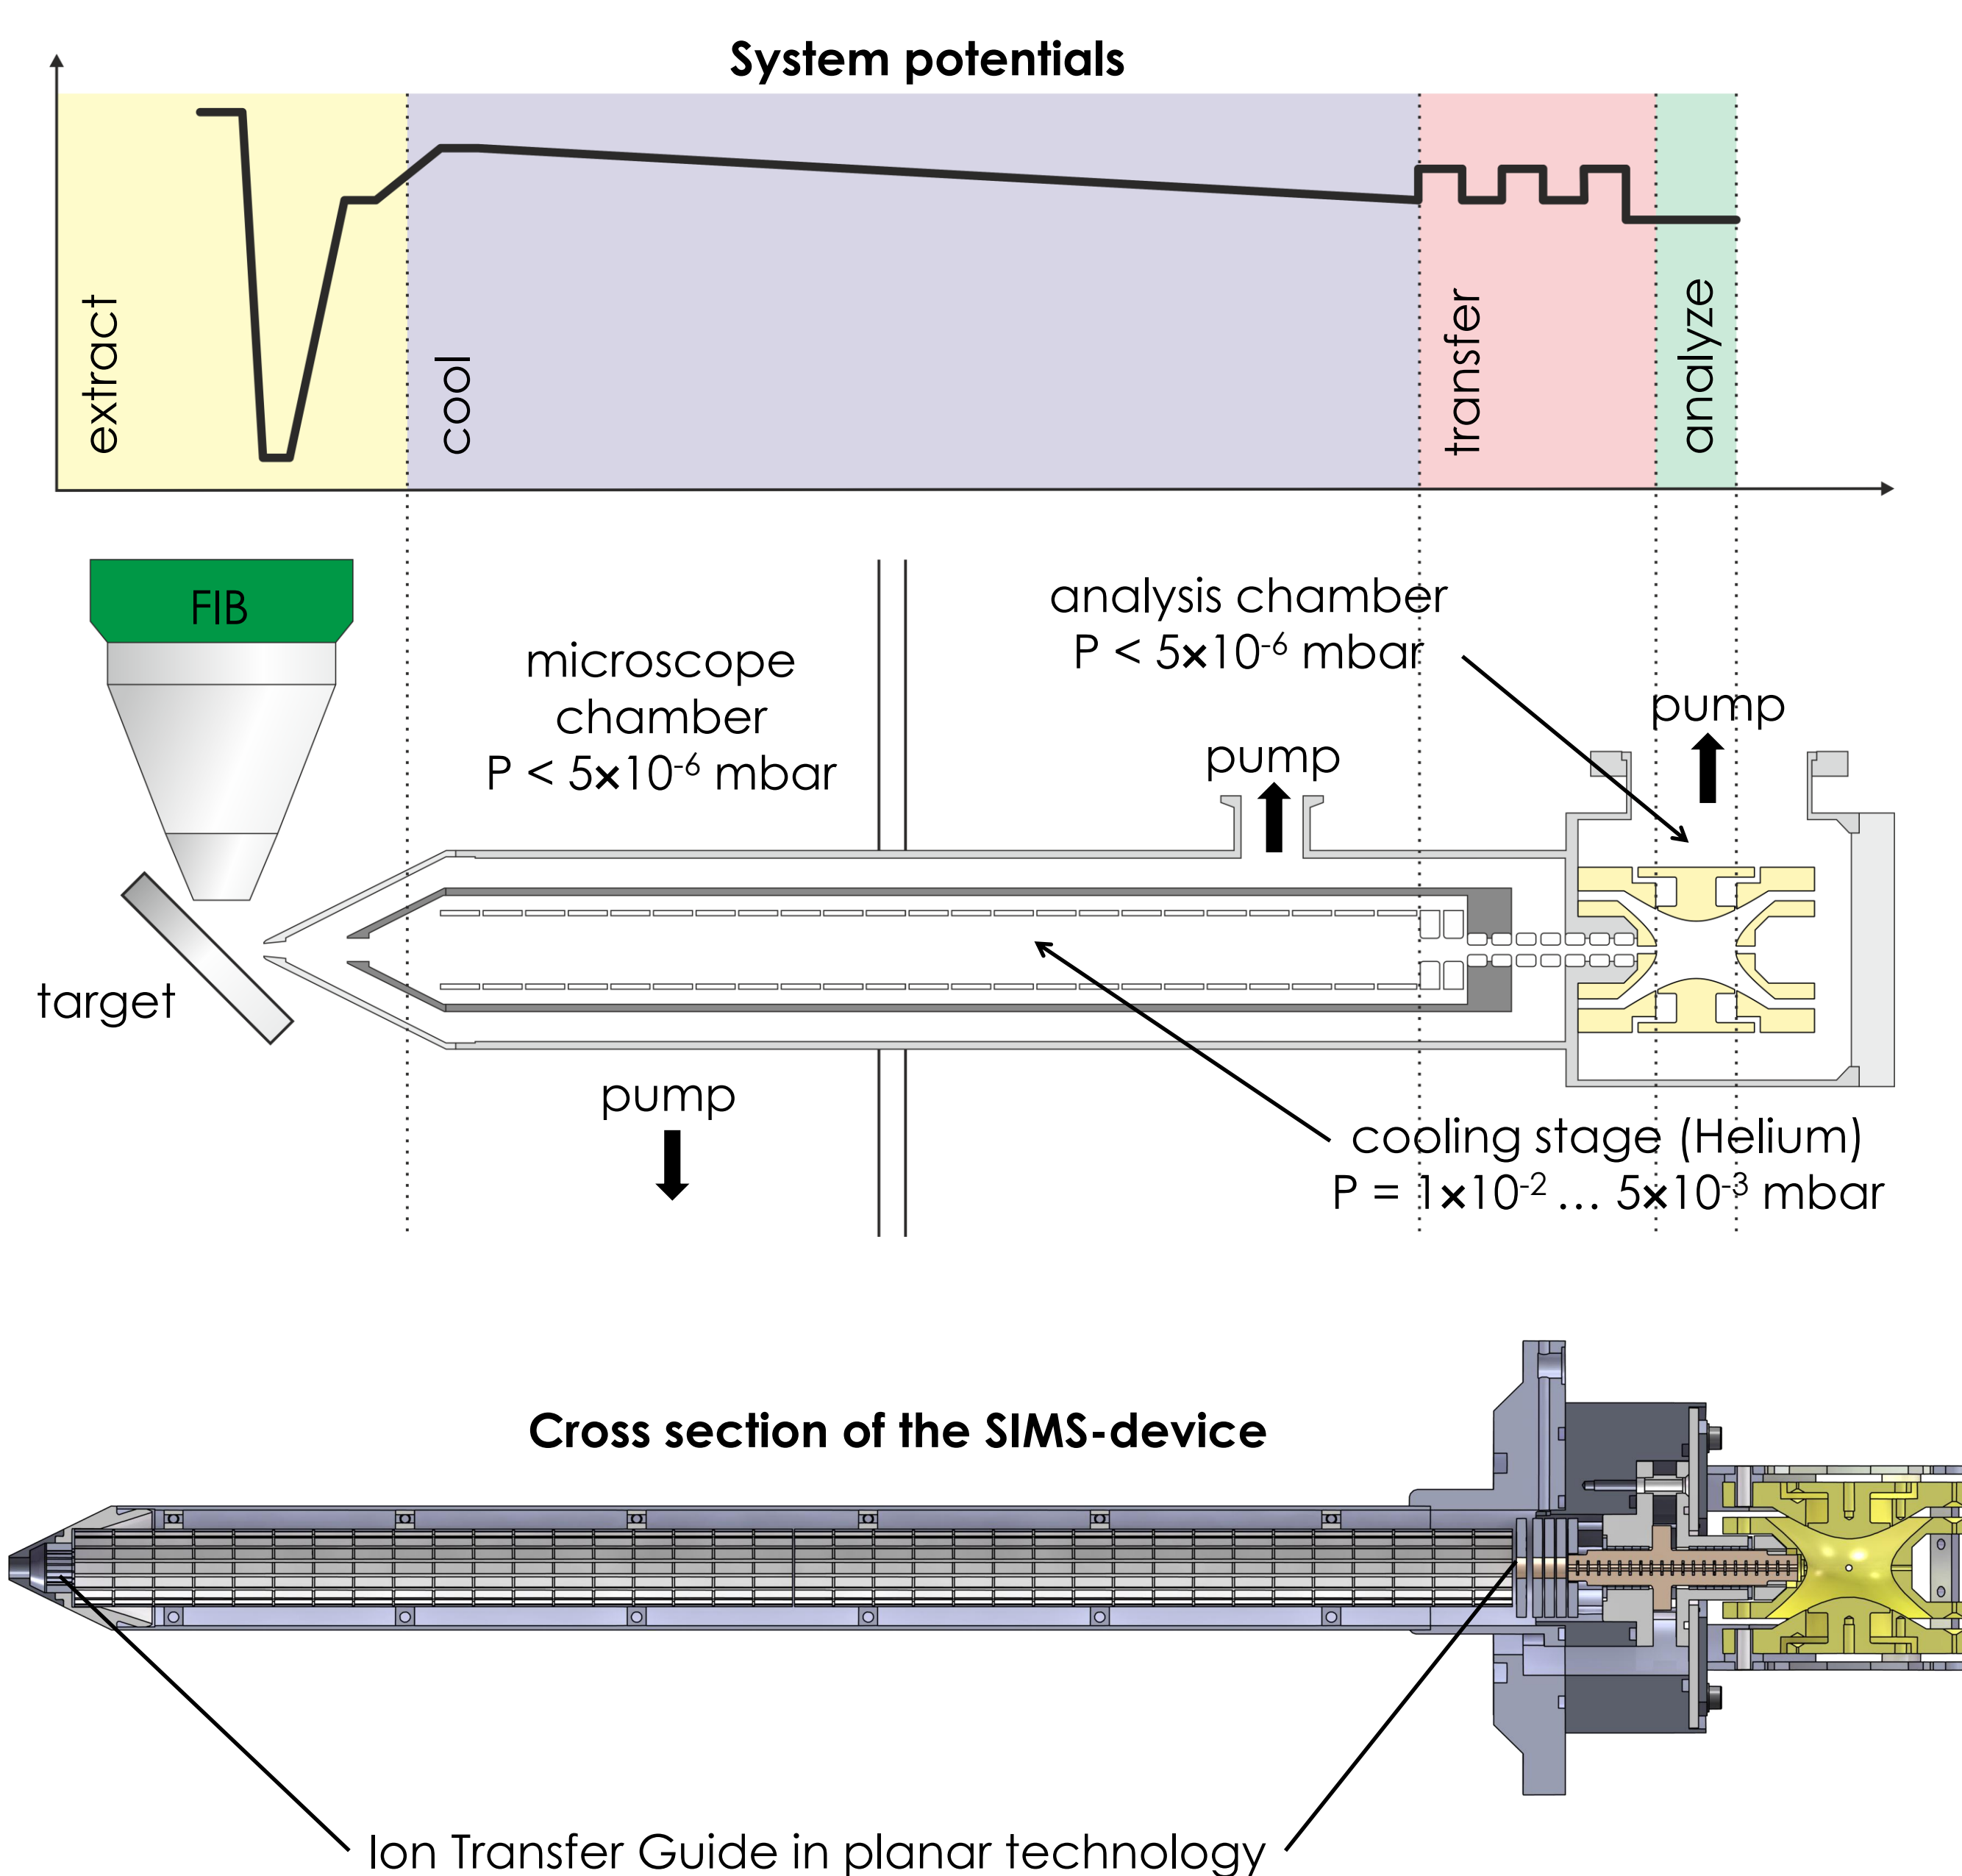 System potentials
extract
cool
transfer
analyze
FIB
microscope
chamber
P < 5×10⁻⁶ mbar
analysis chamber
P < 5×10⁻⁶ mbar
pump
pump
target
pump
cooling stage (Helium)
P = 1×10⁻² ... 5×10⁻³ mbar
Cross section of the SIMS-device
Ion Transfer Guide in planar technology